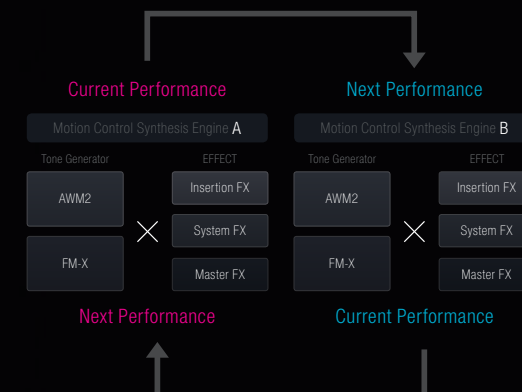 Current Performance
Next Performance
Motion Control Synthesis Engine A
Motion Control Synthesis Engine B
Tone Generator
EFFECT
Tone Generator
EFFECT
AWM2
Insertion FX
AWM2
Insertion FX
System FX
System FX
FM-X
Master FX
FM-X
Master FX
Next Performance
Current Performance